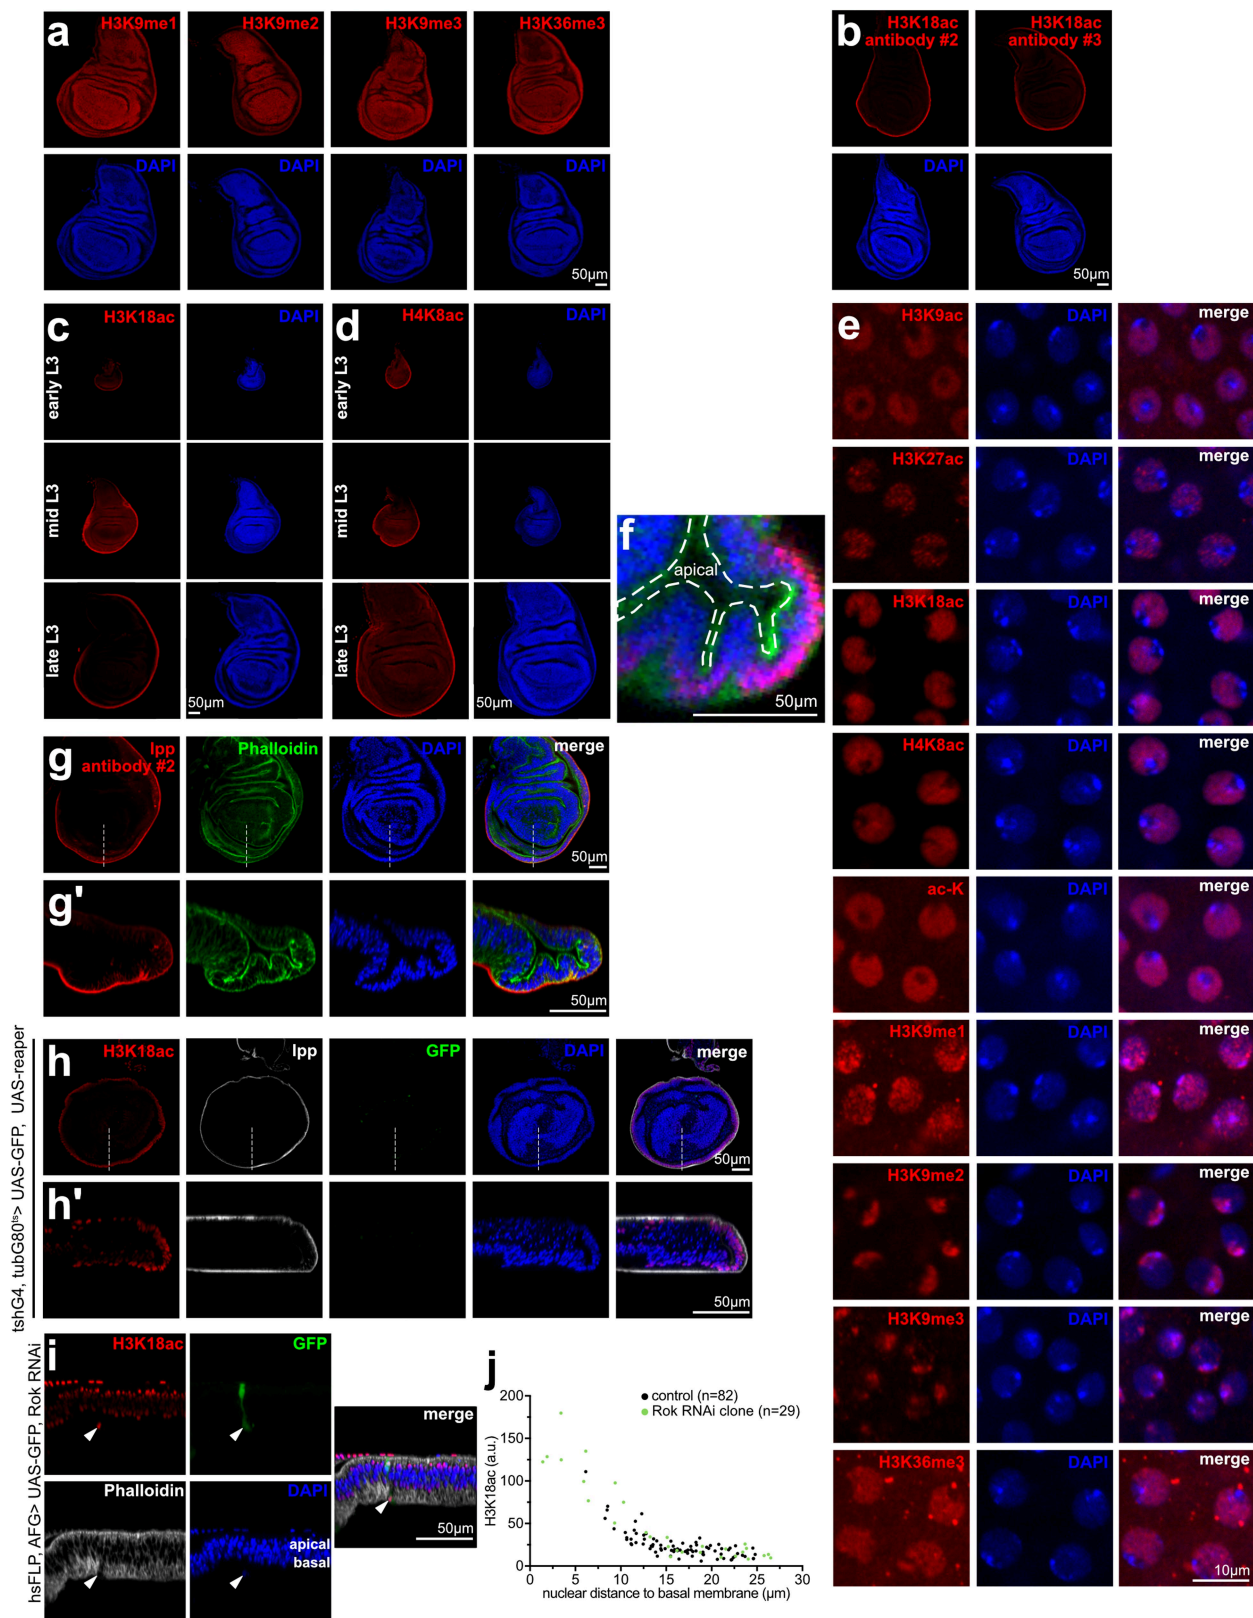 a
H3K9me1
H3K9me2
H3K9me3
H3K36me3
DAPI
DAPI
DAPI
DAPI
50µm
b
H3K18ac
antibody #2
H3K18ac
antibody #3
DAPI
DAPI
50µm
c
H3K18ac
DAPI
early L3
mid L3
late L3
50µm
d
H4K8ac
DAPI
early L3
mid L3
late L3
50µm
e
H3K9ac
DAPI
merge
H3K27ac
DAPI
merge
H3K18ac
DAPI
merge
H4K8ac
DAPI
merge
ac-K
DAPI
merge
H3K9me1
DAPI
merge
H3K9me2
DAPI
merge
H3K9me3
DAPI
merge
H3K36me3
DAPI
merge
10µm
f
apical
50µm
g
lpp
antibody #2
Phalloidin
DAPI
merge
50µm
g'
50µm
tshG4, tubG80ts> UAS-GFP, UAS-reaper
h
H3K18ac
lpp
GFP
DAPI
merge
50µm
h'
50µm
hsFLP, AFG> UAS-GFP, Rok RNAi
i
H3K18ac
GFP
Phalloidin
DAPI
apical
basal
merge
50µm
j
control (n=82)
Rok RNAi clone (n=29)
H3K18ac (a.u.)
200
150
100
50
0
0 5 10 15 20 25 30
nuclear distance to basal membrane (µm)